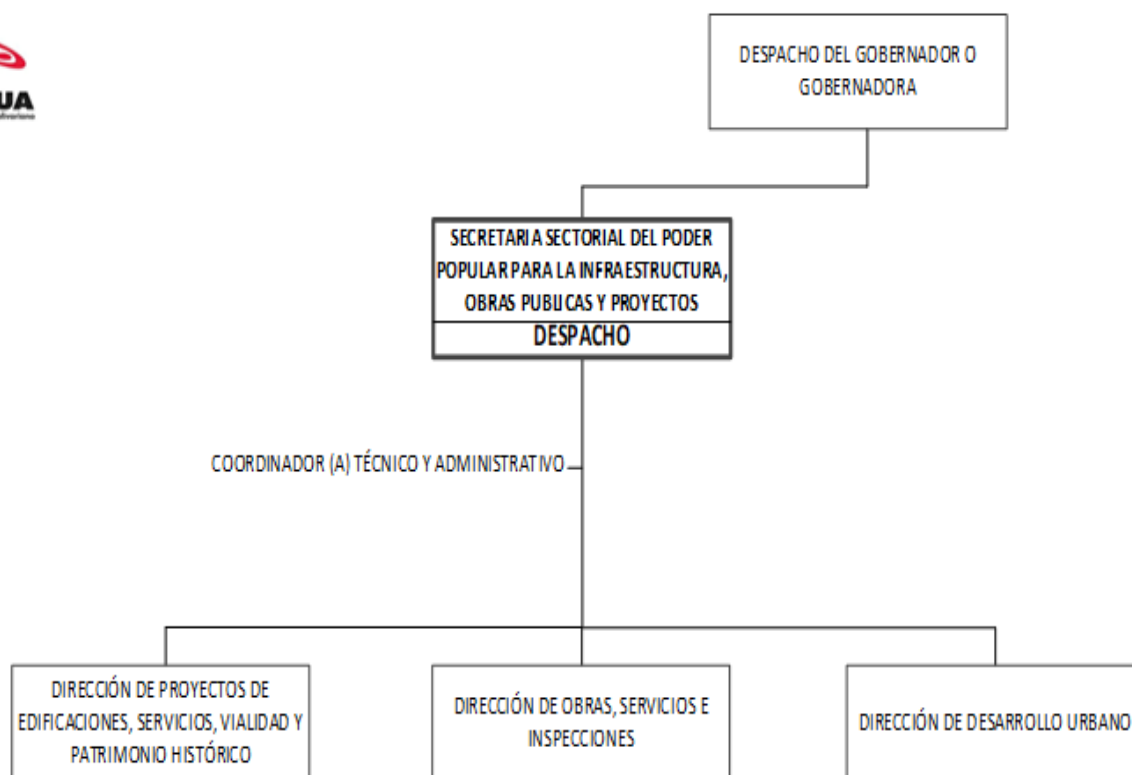 UA
DESPACHO DEL GOBERNADOR O
GOBERNADORA
SECRETARIA SECTORIAL DEL PODER
POPULAR PARA LA INFRAESTRUCTURA,
OBRAS PUBLICAS Y PROYECTOS
DESPACHO
COORDINADOR (A) TÉCNICO Y ADMINISTRATIVO
DIRECCIÓN DE PROYECTOS DE
EDIFICACIONES, SERVICIOS, VIALIDAD Y
PATRIMONIO HISTÓRICO
DIRECCIÓN DE OBRAS, SERVICIOS E
INSPECCIONES
DIRECCIÓN DE DESARROLLO URBANO